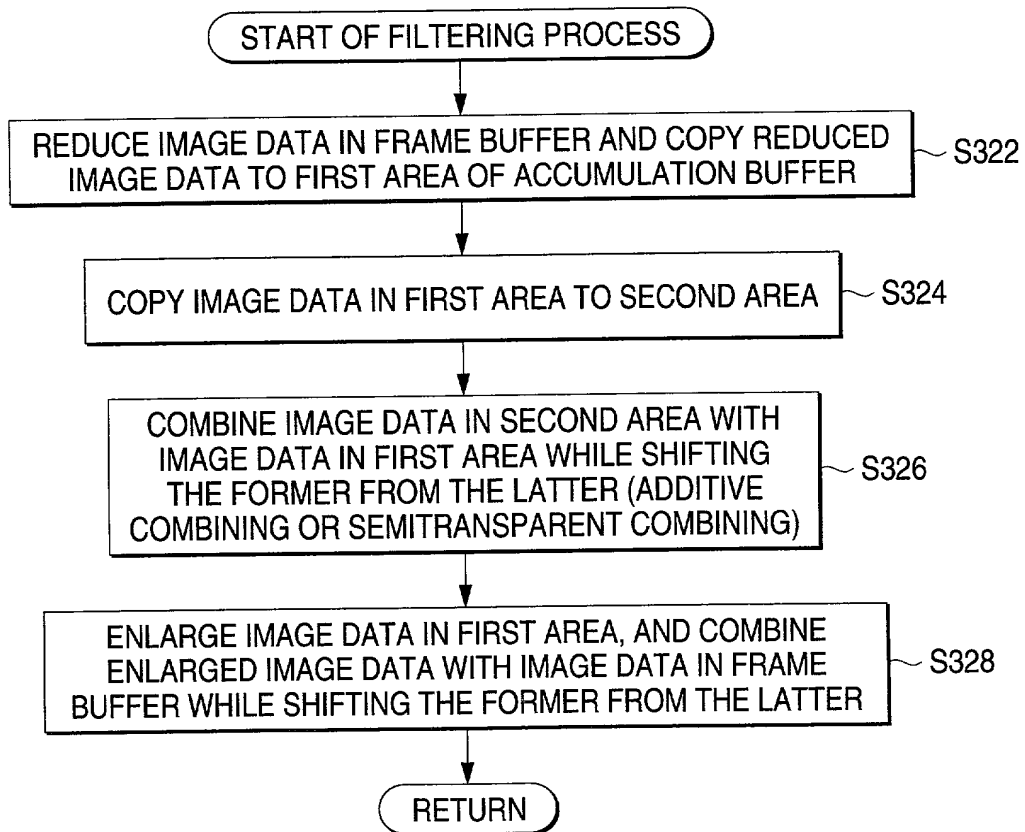 START OF FILTERING PROCESS
REDUCE IMAGE DATA IN FRAME BUFFER AND COPY REDUCED
IMAGE DATA TO FIRST AREA OF ACCUMULATION BUFFER
S322
COPY IMAGE DATA IN FIRST AREA TO SECOND AREA
S324
COMBINE IMAGE DATA IN SECOND AREA WITH
IMAGE DATA IN FIRST AREA WHILE SHIFTING
THE FORMER FROM THE LATTER (ADDITIVE
COMBINING OR SEMITRANSPARENT COMBINING)
S326
ENLARGE IMAGE DATA IN FIRST AREA, AND COMBINE
ENLARGED IMAGE DATA WITH IMAGE DATA IN FRAME
BUFFER WHILE SHIFTING THE FORMER FROM THE LATTER
S328
RETURN